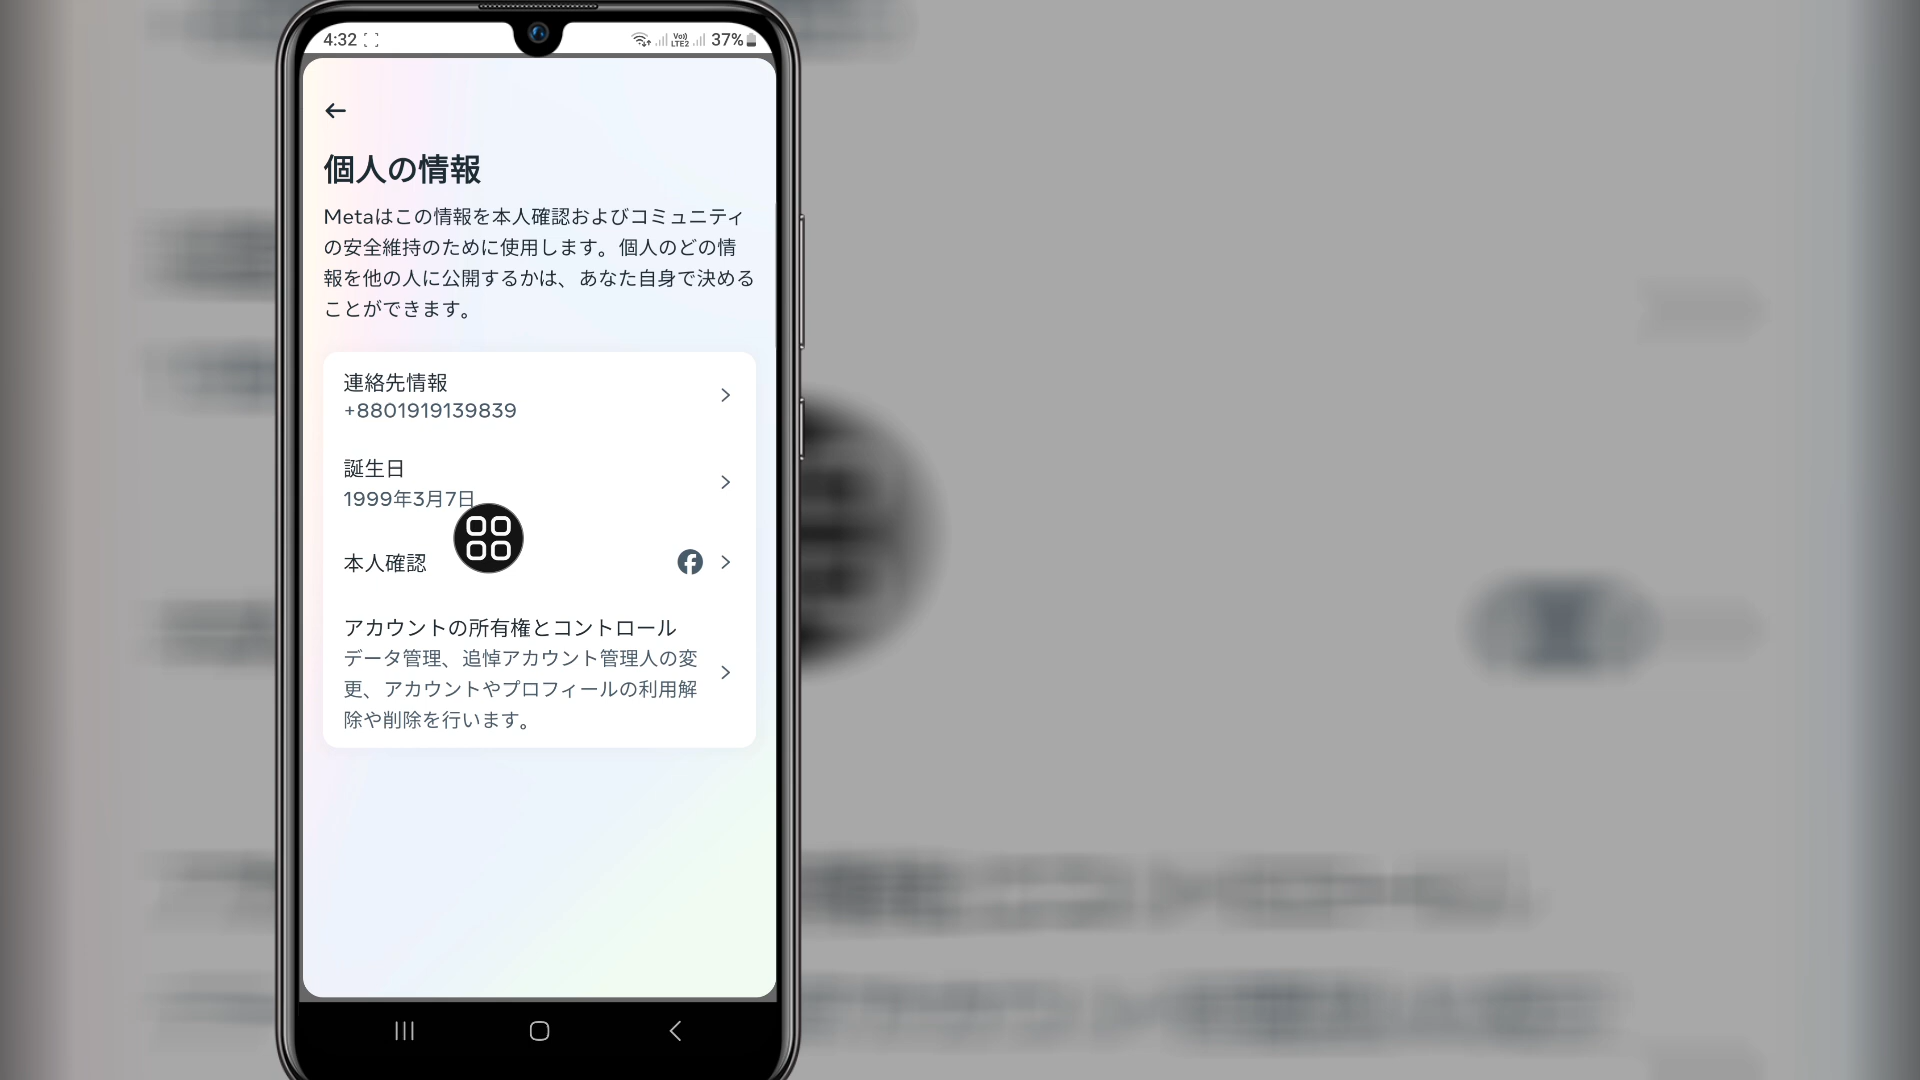 4:32
Vo)) LTE2 37%
個人の情報
Metaはこの情報を本人確認およびコミュニティ
の安全維持のために使用します。個人のどの情
報を他の人に公開するかは、あなた自身で決める
ことができます。
連絡先情報
+8801919139839
誕生日
1999年3月7日
本人確認
アカウントの所有権とコントロール
データ管理、追悼アカウント管理人の変
更、アカウントやプロフィールの利用解
除や削除を行います。